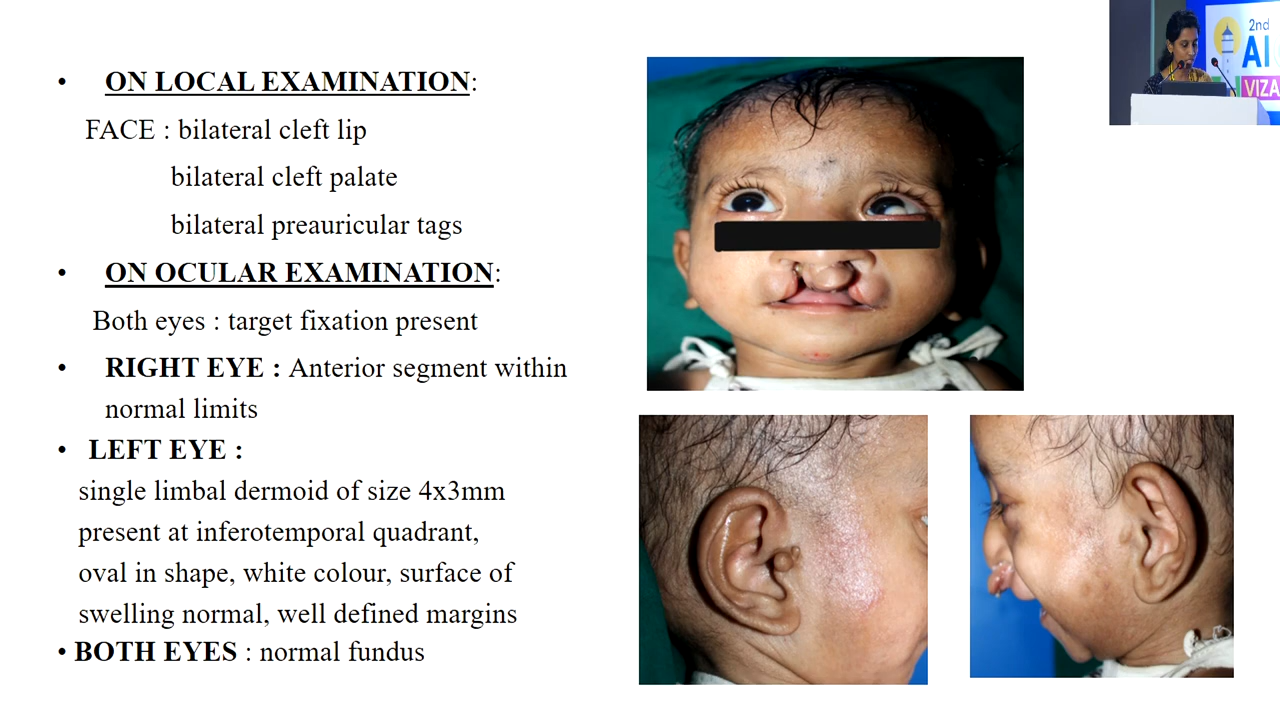 • ON LOCAL EXAMINATION:
FACE : bilateral cleft lip
bilateral cleft palate
bilateral preauricular tags
• ON OCULAR EXAMINATION:
Both eyes : target fixation present
• RIGHT EYE : Anterior segment within
normal limits
• LEFT EYE :
single limbal dermoid of size 4x3mm
present at inferotemporal quadrant,
oval in shape, white colour, surface of
swelling normal, well defined margins
• BOTH EYES : normal fundus
2nd
AI
VIZA